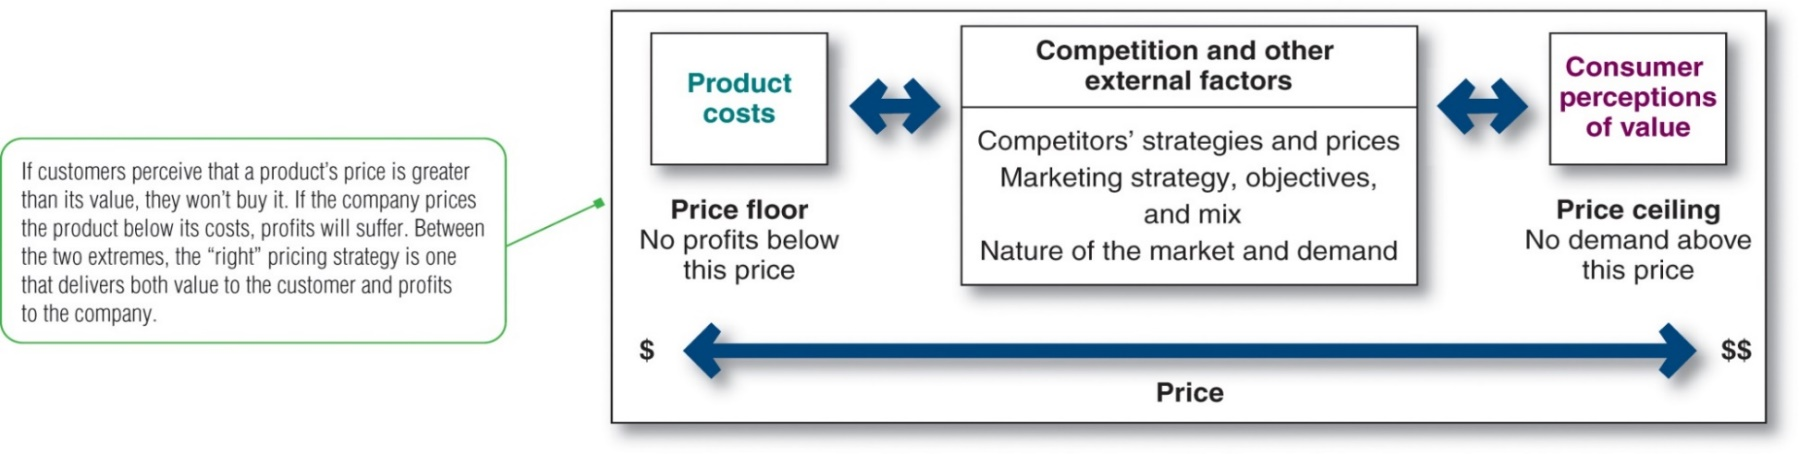 If customers perceive that a product’s price is greater
than its value, they won’t buy it. If the company prices
the product below its costs, profits will suffer. Between
the two extremes, the “right” pricing strategy is one
that delivers both value to the customer and profits
to the company.
Product
costs
Price floor
No profits below
this price
Competition and other
external factors
Competitors’ strategies and prices
Marketing strategy, objectives,
and mix
Nature of the market and demand
Consumer
perceptions
of value
Price ceiling
No demand above
this price
$
$$
Price